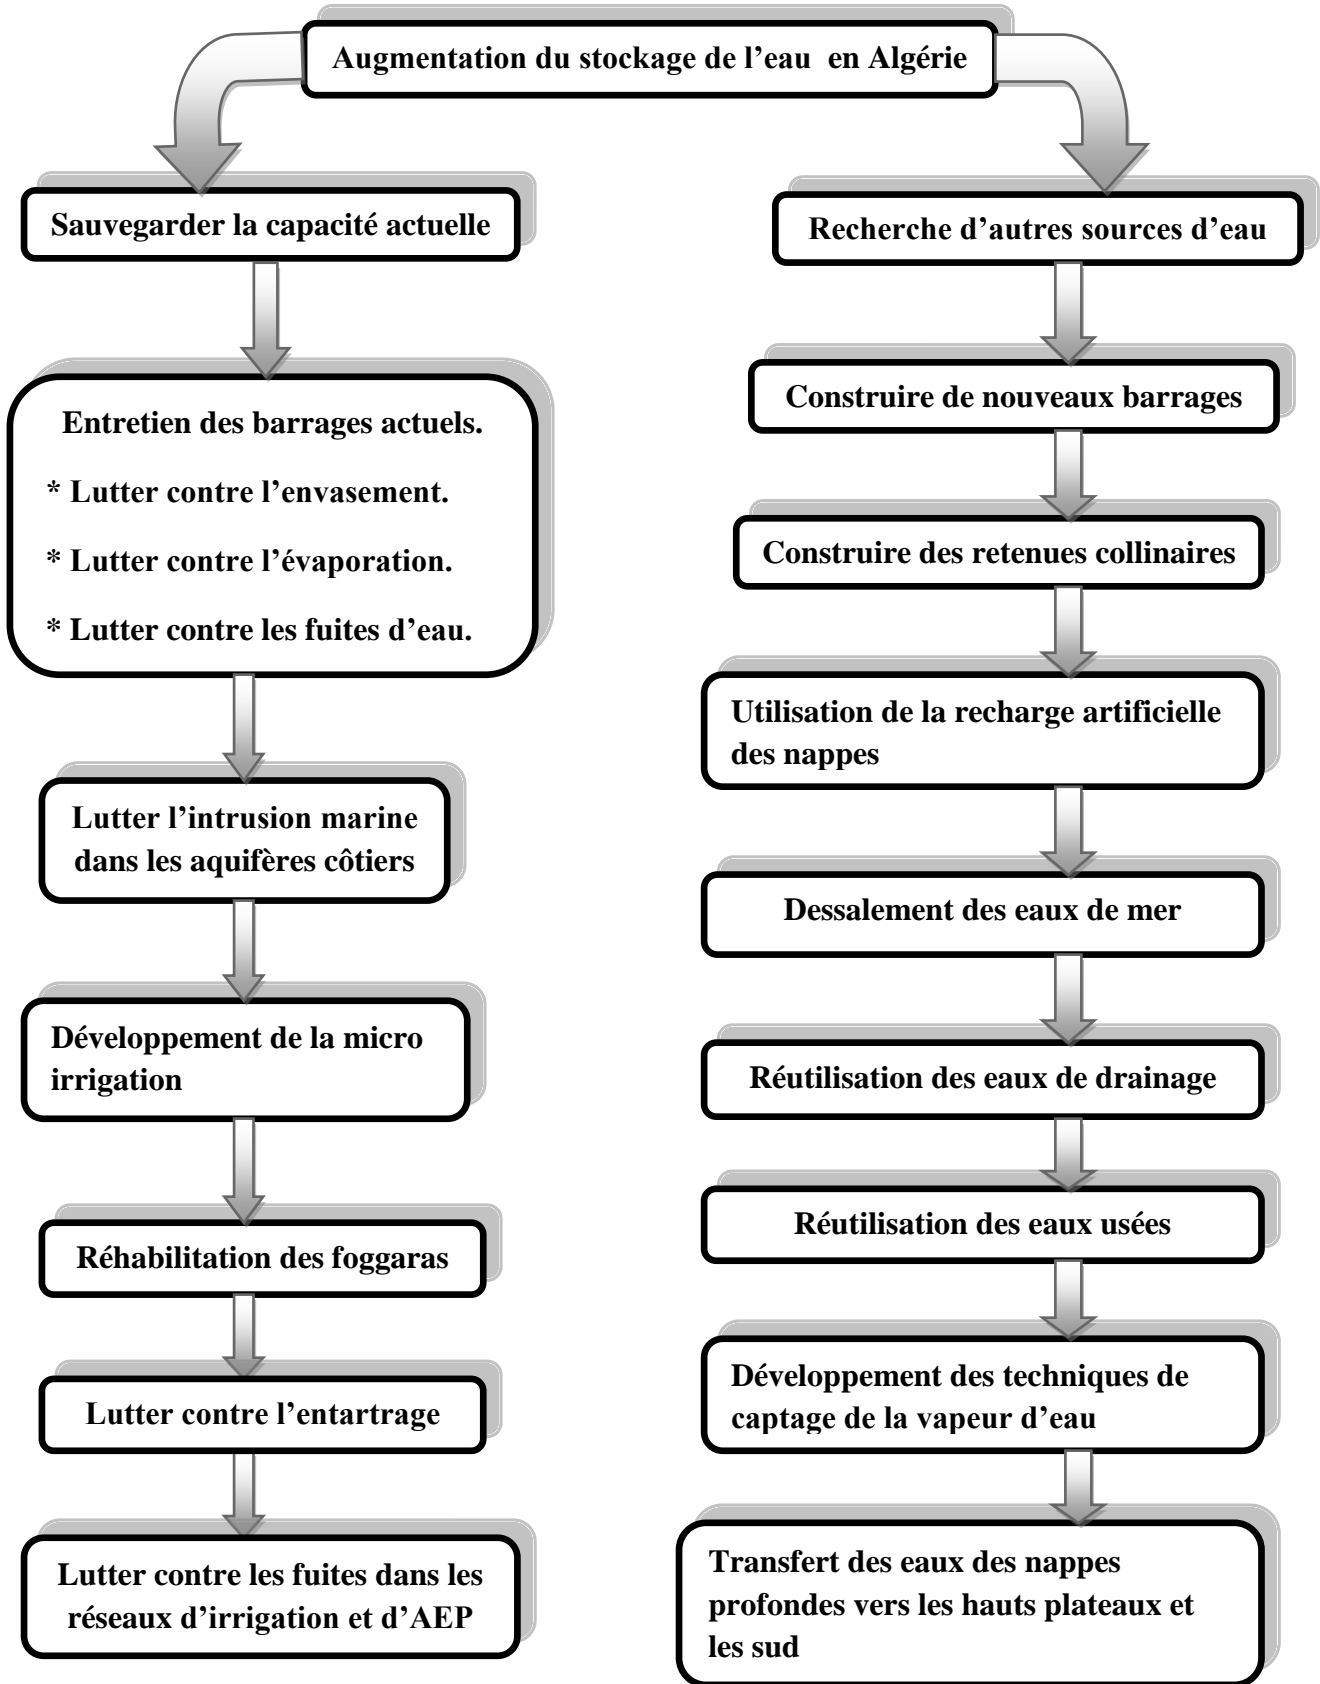 Augmentation du stockage de l’eau en Algérie
Sauvegarder la capacité actuelle
Entretien des barrages actuels.
* Lutter contre l’envasement.
* Lutter contre l’évaporation.
* Lutter contre les fuites d’eau.
Lutter l’intrusion marine
dans les aquifères côtiers
Développement de la micro
irrigation
Réhabilitation des foggaras
Lutter contre l’entartrage
Lutter contre les fuites dans les
réseaux d’irrigation et d’AEP
Recherche d’autres sources d’eau
Construire de nouveaux barrages
Construire des retenues collinaires
Utilisation de la recharge artificielle
des nappes
Dessalement des eaux de mer
Réutilisation des eaux de drainage
Réutilisation des eaux usées
Développement des techniques de
captage de la vapeur d’eau
Transfert des eaux des nappes
profondes vers les hauts plateaux et
les sud